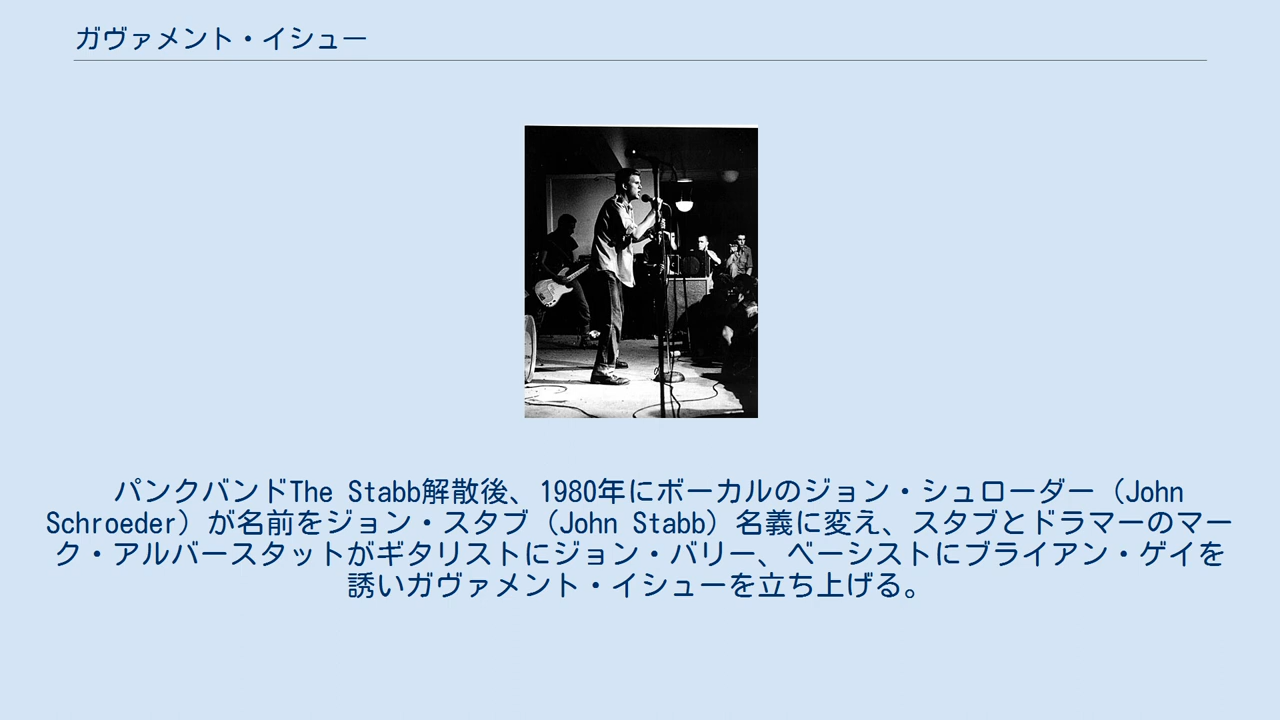 ガヴァメント・イシュー
パンクバンドThe Stabb解散後、1980年にボーカルのジョン・シュローダー（John
Schroeder）が名前をジョン・スタブ（John Stabb）名義に変え、スタブとドラマーのマー
ク・アルバースタットがギタリストにジョン・バリー、ベーシストにブライアン・ゲイを
誘いガヴァメント・イシューを立ち上げる。